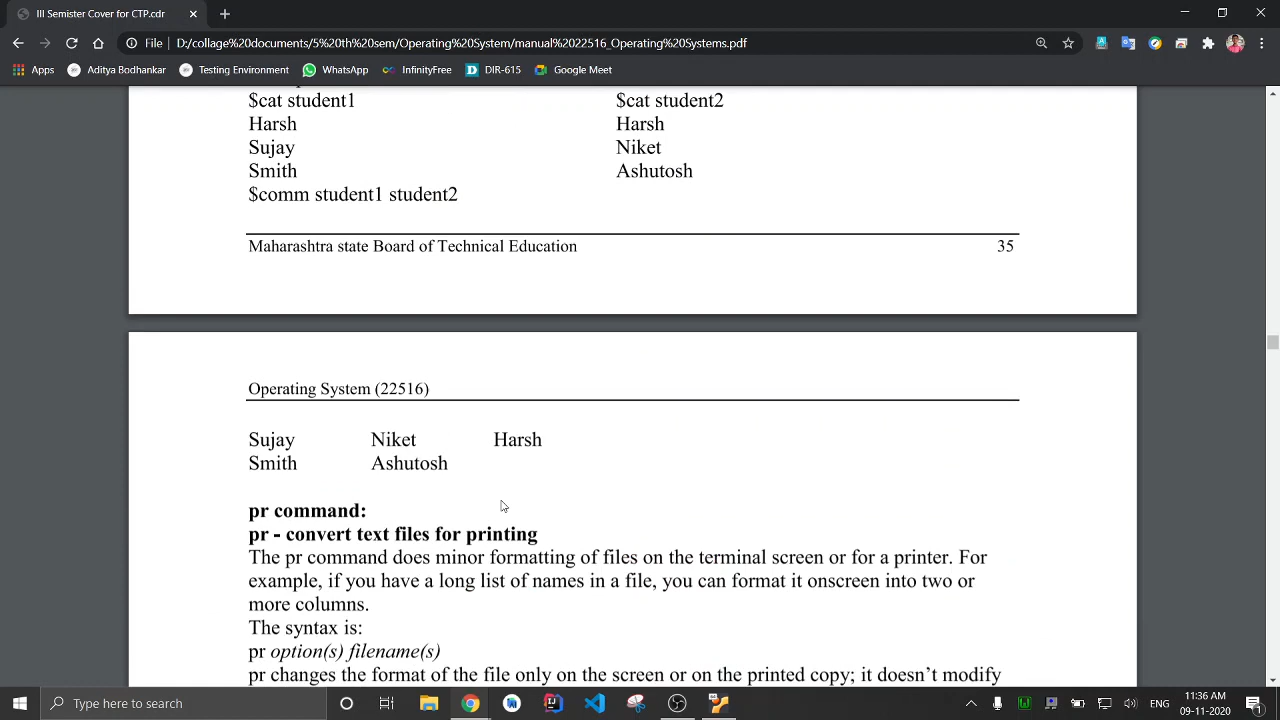 III Semester Cover for CTP.cdr
File D:/collage%20documents/5%20th%20sem/Operating%20System/manual%2022516_Operating%20Systems.pdf
Apps Aditya Bodhankar Testing Environment WhatsApp InfinityFree DIR-615 Google Meet
$cat student1 $cat student2
Harsh Harsh
Sujay Niket
Smith Ashutosh
$comm student1 student2
Maharashtra state Board of Technical Education 35
Operating System (22516)
Sujay Niket Harsh
Smith Ashutosh
pr command:
pr - convert text files for printing
The pr command does minor formatting of files on the terminal screen or for a printer. For
example, if you have a long list of names in a file, you can format it onscreen into two or
more columns.
The syntax is:
pr option(s) filename(s)
pr changes the format of the file only on the screen or on the printed copy; it doesn't modify
Type here to search
ENG
11:36 AM
09-11-2020